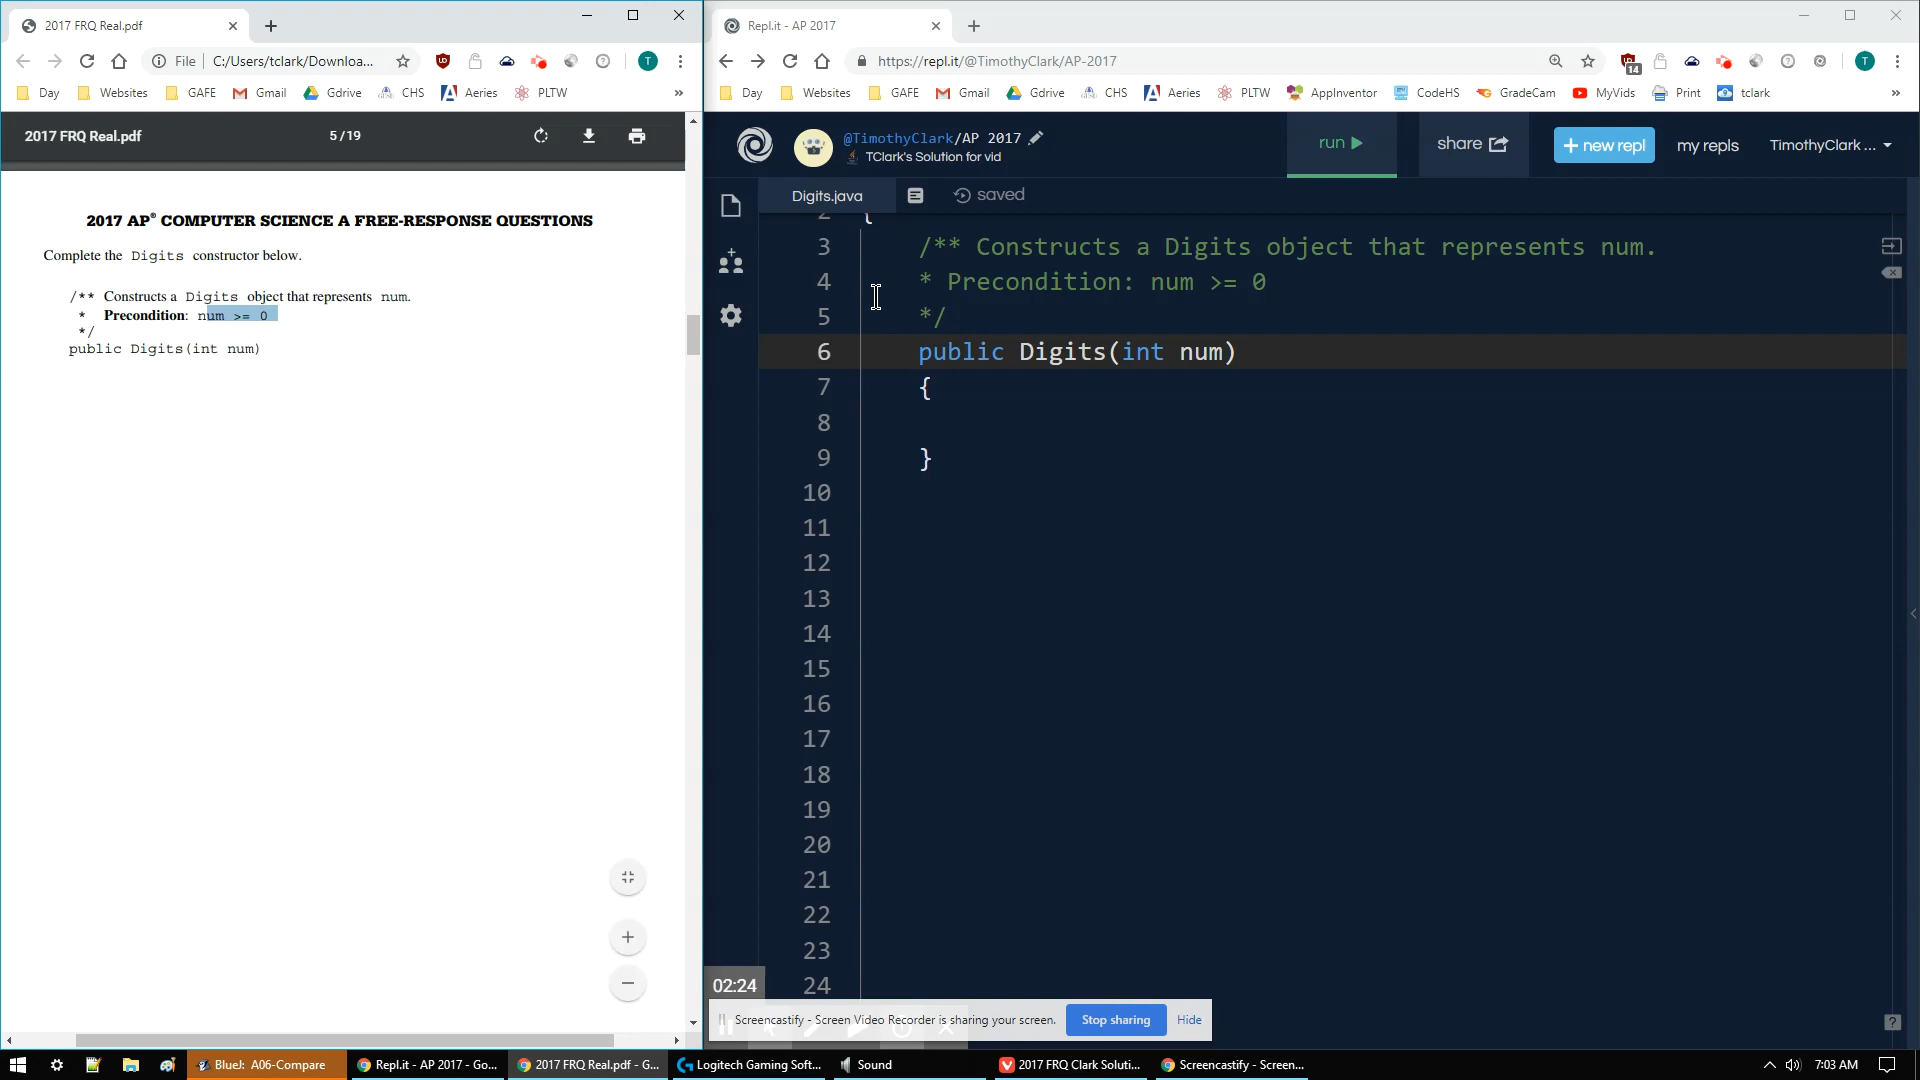 2017 FRQ Real.pdf
File
C:/Users/tclark/Downloa...
T
Day
Websites
GAFE
Gmail
Gdrive
CHS
Aeries
PLTW
»
2017 FRQ Real.pdf
5 / 19
2017 AP® COMPUTER SCIENCE A FREE-RESPONSE QUESTIONS
Complete the Digits constructor below.
/** Constructs a Digits object that represents num.
* Precondition: num >= 0
*/
public Digits(int num)
Repl.it - AP 2017
https://repl.it/@TimothyClark/AP-2017
14
T
Day
Websites
GAFE
Gmail
Gdrive
CHS
Aeries
PLTW
AppInventor
CodeHS
GradeCam
MyVids
Print
tclark
»
@TimothyClark/AP 2017
TClark's Solution for vid
run
share
+ new repl
my repls
TimothyClark ...
Digits.java
saved
2 {
3 /** Constructs a Digits object that represents num.
4 * Precondition: num >= 0
5 */
6 public Digits(int num)
7 {
8
9 }
10
11
12
13
14
15
16
17
18
19
20
21
22
23
24
02:24
Screencastify - Screen Video Recorder is sharing your screen.
Stop sharing
Hide
BlueJ: A06-Compare
Repl.it - AP 2017 - Go...
2017 FRQ Real.pdf - G...
Logitech Gaming Soft...
Sound
2017 FRQ Clark Soluti...
Screencastify - Screen...
7:03 AM